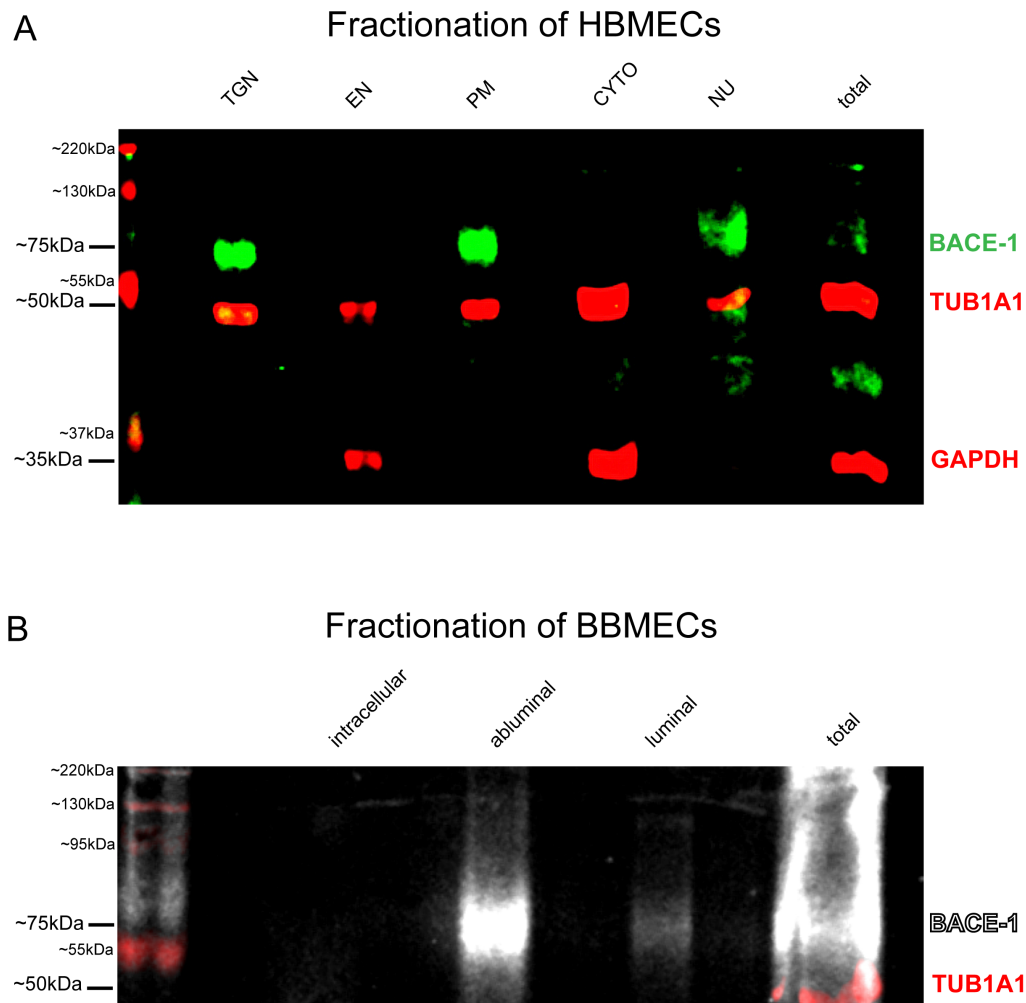 A
Fractionation of HBMECs
TGN
EN
PM
CYTO
NU
total
~220kDa
~130kDa
~75kDa
BACE-1
~55kDa
~50kDa
TUB1A1
~37kDa
~35kDa
GAPDH
B
Fractionation of BBMECs
intracellular
abluminal
luminal
total
~220kDa
~130kDa
~95kDa
~75kDa
BACE-1
~55kDa
~50kDa
TUB1A1